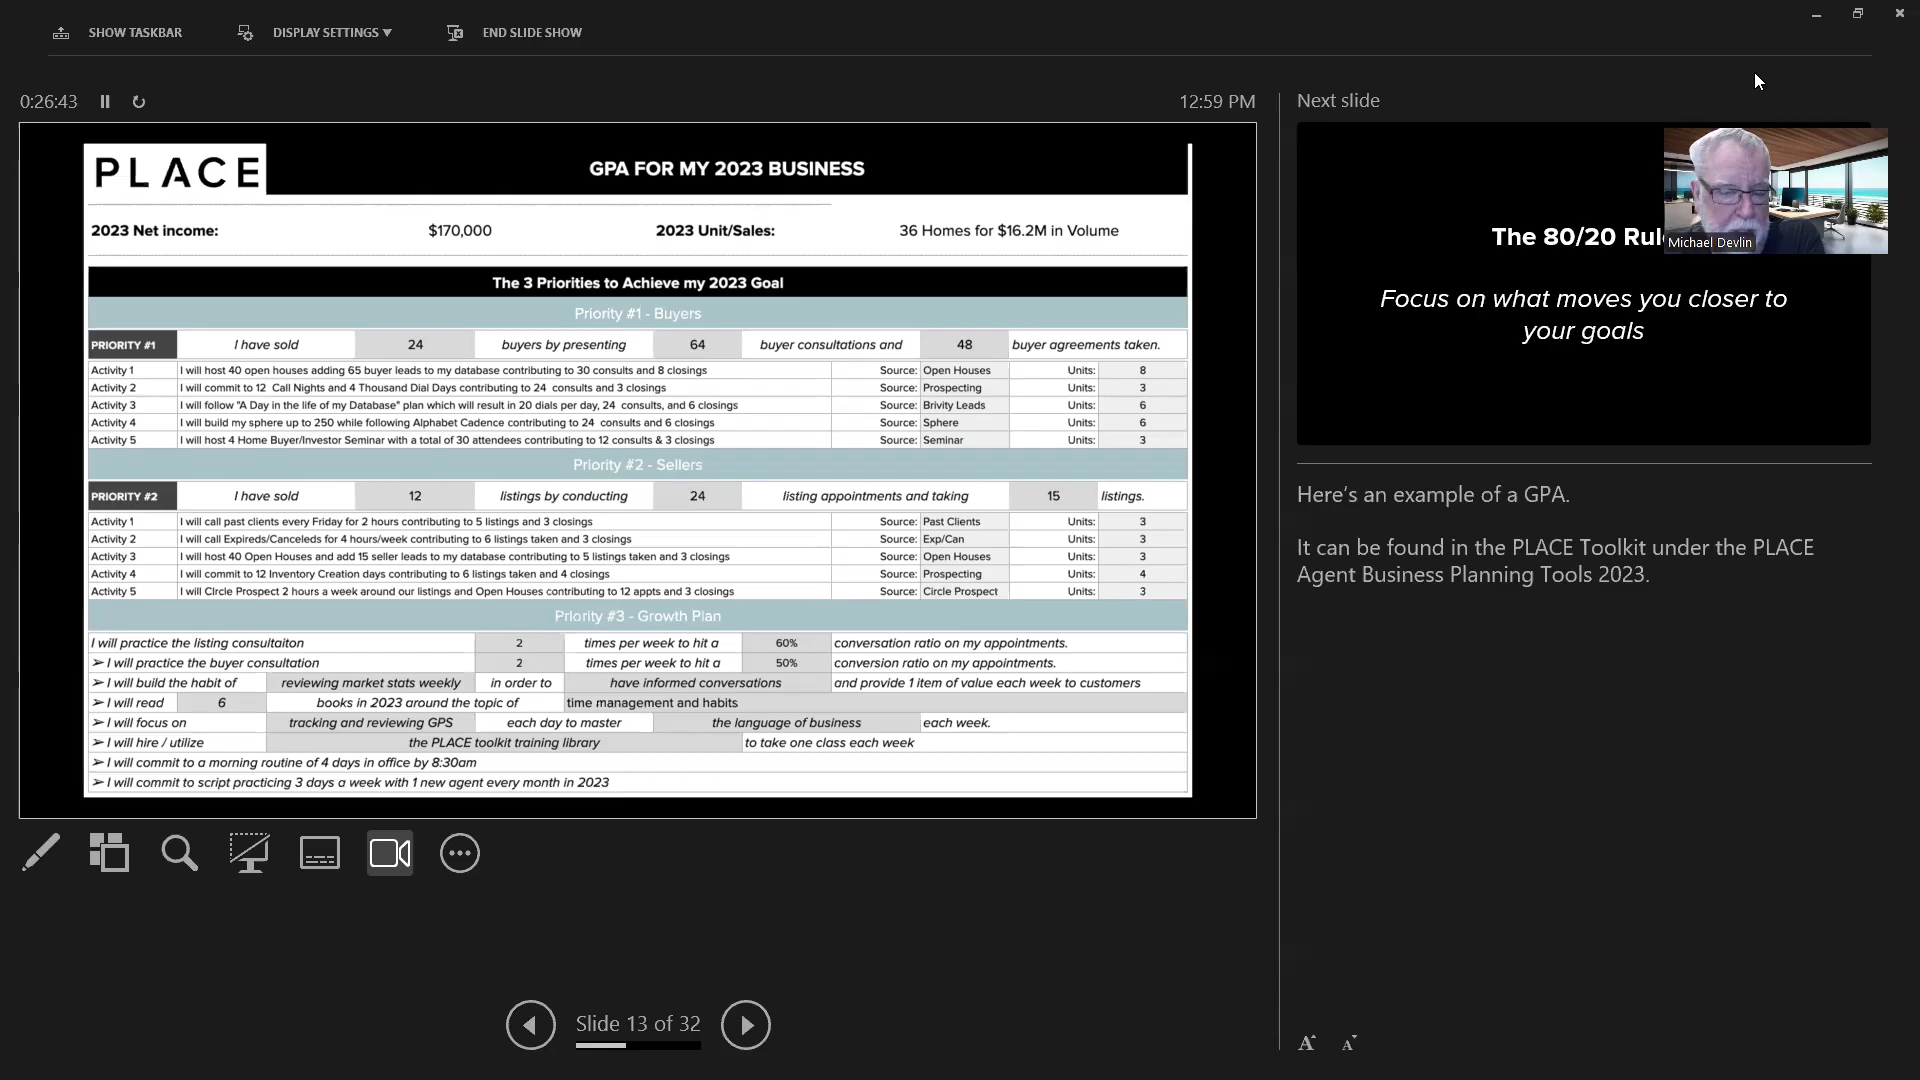 SHOW TASKBAR DISPLAY SETTINGS ▼ END SLIDE SHOW
0:26:43 12:59 PM
PLACE GPA FOR MY 2023 BUSINESS
2023 Net income: $170,000 2023 Unit/Sales: 36 Homes for $16.2M in Volume
The 3 Priorities to Achieve my 2023 Goal
Priority #1 - Buyers
PRIORITY #1 I have sold 24 buyers by presenting 64 buyer consultations and 48 buyer agreements taken.
Activity 1 I will host 40 open houses adding 65 buyer leads to my database contributing to 30 consults and 8 closings Source: Open Houses Units: 8
Activity 2 I will commit to 12 Call Nights and 4 Thousand Dial Days contributing to 24 consults and 3 closings Source: Prospecting Units: 3
Activity 3 I will follow "A Day in the life of my Database" plan which will result in 20 dials per day, 24 consults, and 6 closings Source: Brivity Leads Units: 6
Activity 4 I will build my sphere up to 250 while following Alphabet Cadence contributing to 24 consults and 6 closings Source: Sphere Units: 6
Activity 5 I will host 4 Home Buyer/Investor Seminar with a total of 30 attendees contributing to 12 consults & 3 closings Source: Seminar Units: 3
Priority #2 - Sellers
PRIORITY #2 I have sold 12 listings by conducting 24 listing appointments and taking 15 listings.
Activity 1 I will call past clients every Friday for 2 hours contributing to 5 listings and 3 closings Source: Past Clients Units: 3
Activity 2 I will call Expireds/Canceleds for 4 hours/week contributing to 6 listings taken and 3 closings Source: Exp/Can Units: 3
Activity 3 I will host 40 Open Houses and add 15 seller leads to my database contributing to 5 listings taken and 3 closings Source: Open Houses Units: 3
Activity 4 I will commit to 12 Inventory Creation days contributing to 6 listings taken and 4 closings Source: Prospecting Units: 4
Activity 5 I will Circle Prospect 2 hours a week around our listings and Open Houses contributing to 12 appts and 3 closings Source: Circle Prospect Units: 3
Priority #3 - Growth Plan
I will practice the listing consultaiton 2 times per week to hit a 60% conversation ratio on my appointments.
➢ I will practice the buyer consultation 2 times per week to hit a 50% conversion ratio on my appointments.
➢ I will build the habit of reviewing market stats weekly in order to have informed conversations and provide 1 item of value each week to customers
➢ I will read 6 books in 2023 around the topic of time management and habits
➢ I will focus on tracking and reviewing GPS each day to master the language of business each week.
➢ I will hire / utilize the PLACE toolkit training library to take one class each week
➢ I will commit to a morning routine of 4 days in office by 8:30am
➢ I will commit to script practicing 3 days a week with 1 new agent every month in 2023
Slide 13 of 32
Next slide
The 80/20 Rul
Michael Devlin
Focus on what moves you closer to
your goals
Here's an example of a GPA.
It can be found in the PLACE Toolkit under the PLACE
Agent Business Planning Tools 2023.
A A